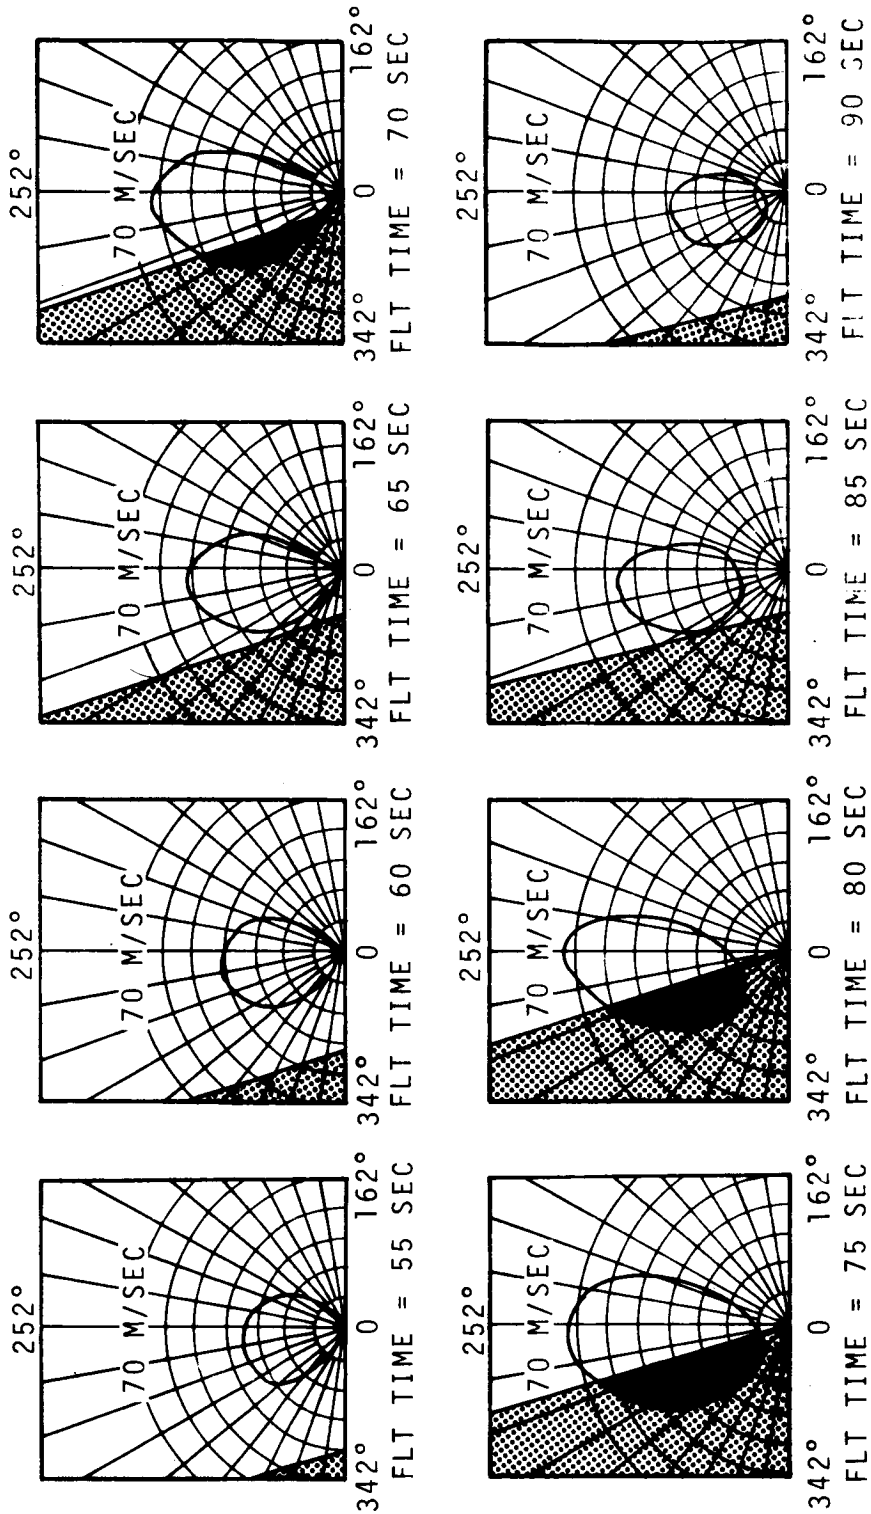 252°
70 M/SEC
342° 0 162°
FLT TIME = 55 SEC
252°
70 M/SEC
342° 0 162°
FLT TIME = 60 SEC
252°
70 M/SEC
342° 0 162°
FLT TIME = 65 SEC
252°
70 M/SEC
342° 0 162°
FLT TIME = 70 SEC
252°
70 M/SEC
342° 0 162°
FLT TIME = 75 SEC
252°
70 M/SEC
342° 0 162°
FLT TIME = 80 SEC
252°
70 M/SEC
342° 0 162°
FLT TIME = 85 SEC
252°
70 M/SEC
342° 0 162°
FLT TIME = 90 SEC